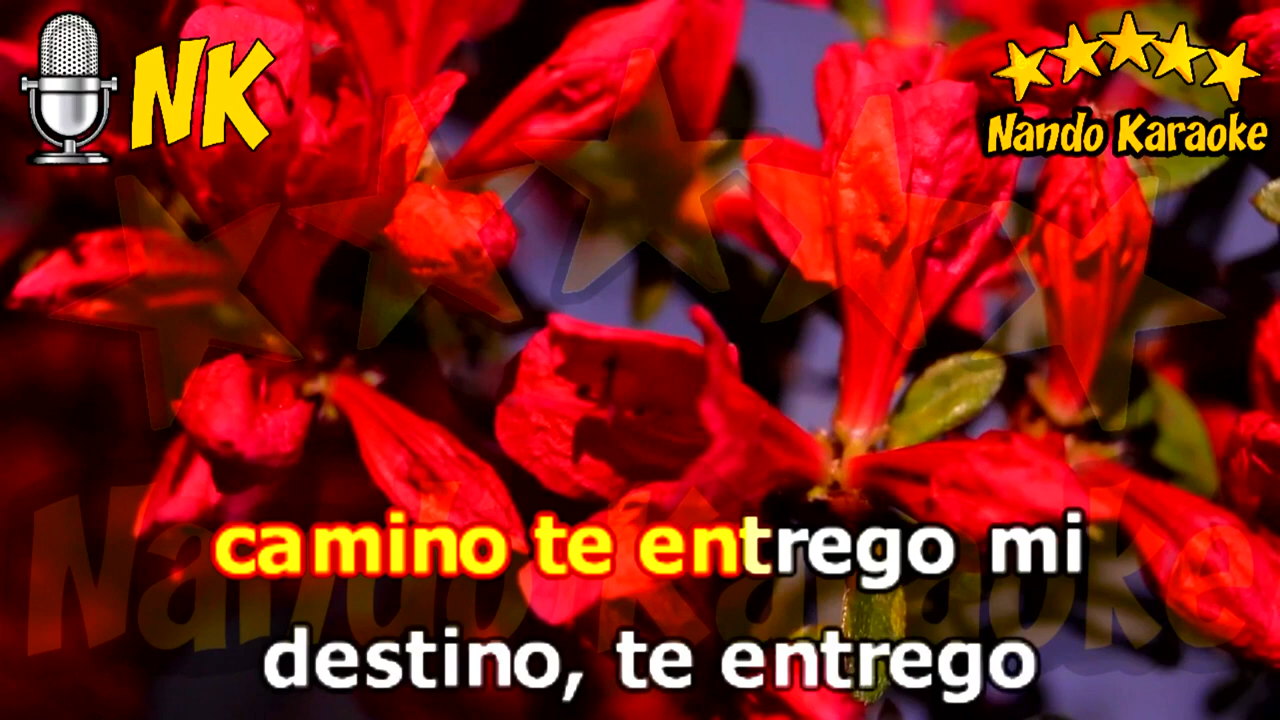 NK
Nando Karaoke
camino te entrego mi
destino, te entrego
Nando Karaoke